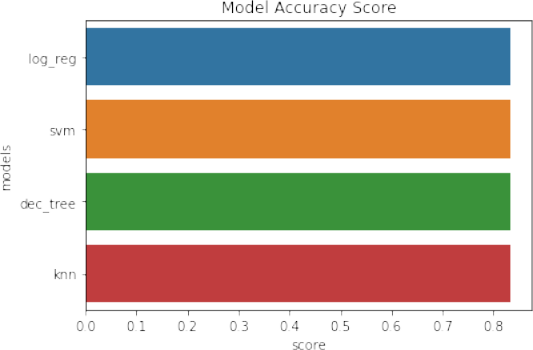 Model Accuracy Score
models
log_reg
svm
dec_tree
knn
0.0 0.1 0.2 0.3 0.4 0.5 0.6 0.7 0.8
score